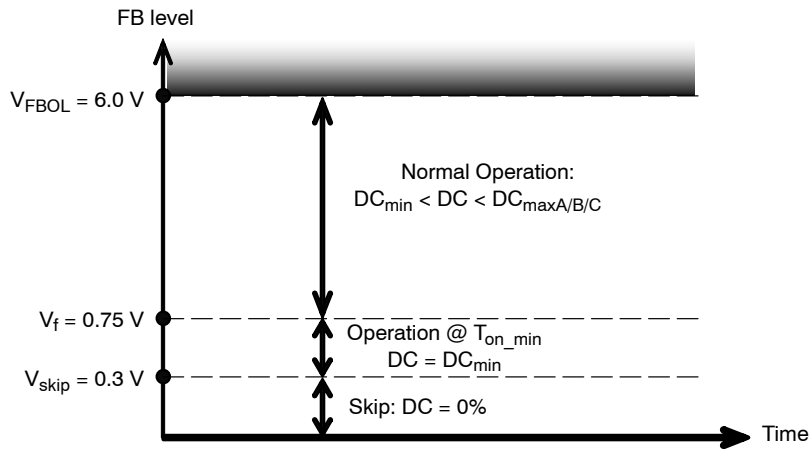 FB level
V_FBOL = 6.0 V
Normal Operation:
DC_min < DC < DC_maxA/B/C
V_f = 0.75 V
Operation @ T_on_min
DC = DC_min
V_skip = 0.3 V
Skip: DC = 0%
Time